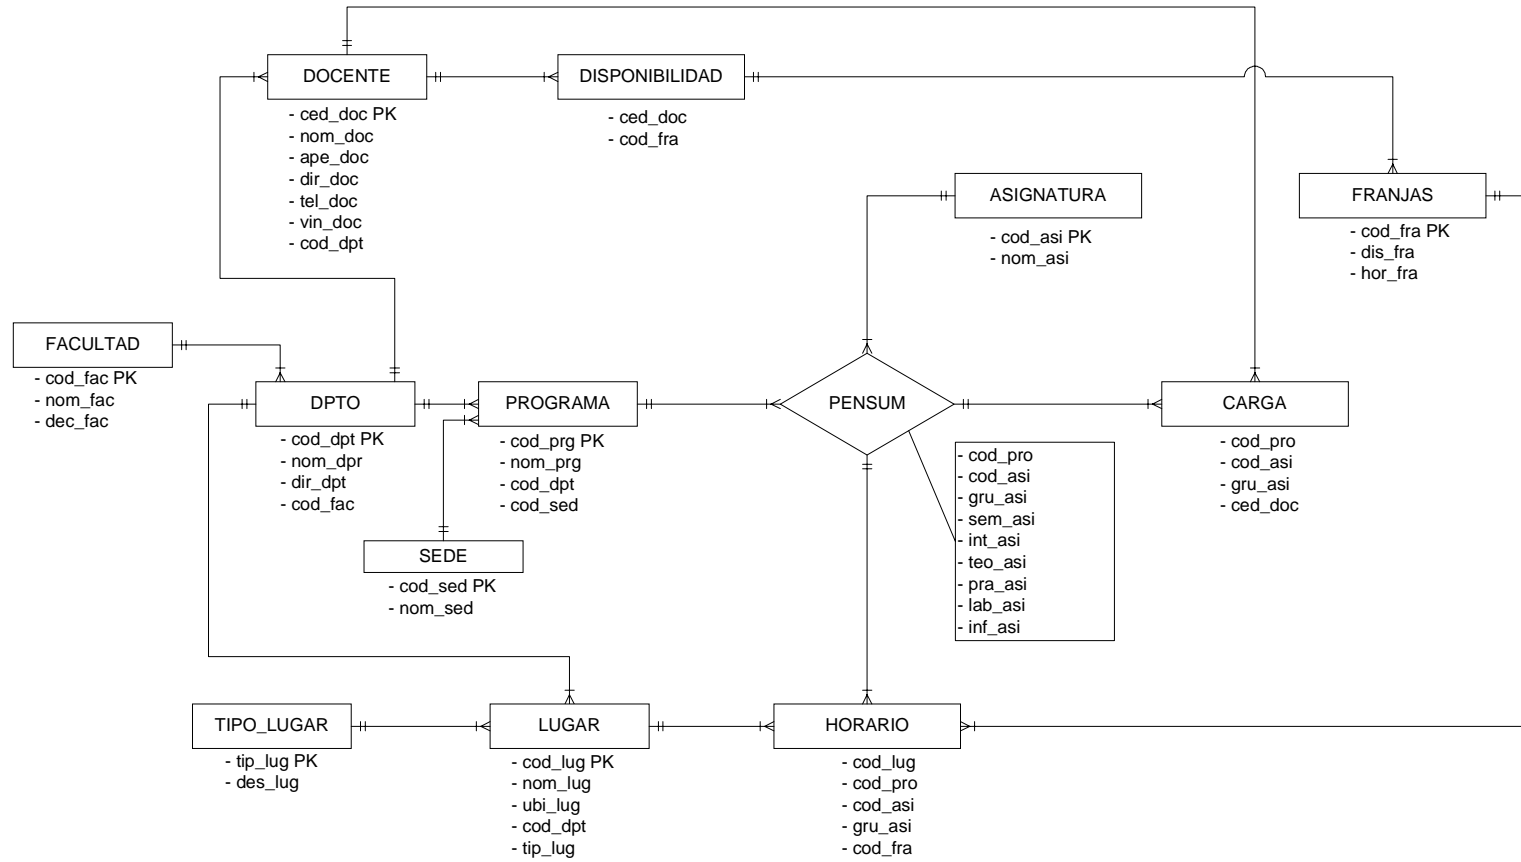 DOCENTE
- ced_doc PK
- nom_doc
- ape_doc
- dir_doc
- tel_doc
- vin_doc
- cod_dpt
DISPONIBILIDAD
- ced_doc
- cod_fra
ASIGNATURA
- cod_asi PK
- nom_asi
FRANJAS
- cod_fra PK
- dis_fra
- hor_fra
FACULTAD
- cod_fac PK
- nom_fac
- dec_fac
DPTO
- cod_dpt PK
- nom_dpr
- dir_dpt
- cod_fac
PROGRAMA
- cod_prg PK
- nom_prg
- cod_dpt
- cod_sed
PENSUM
- cod_pro
- cod_asi
- gru_asi
- sem_asi
- int_asi
- teo_asi
- pra_asi
- lab_asi
- inf_asi
CARGA
- cod_pro
- cod_asi
- gru_asi
- ced_doc
SEDE
- cod_sed PK
- nom_sed
TIPO_LUGAR
- tip_lug PK
- des_lug
LUGAR
- cod_lug PK
- nom_lug
- ubi_lug
- cod_dpt
- tip_lug
HORARIO
- cod_lug
- cod_pro
- cod_asi
- gru_asi
- cod_fra